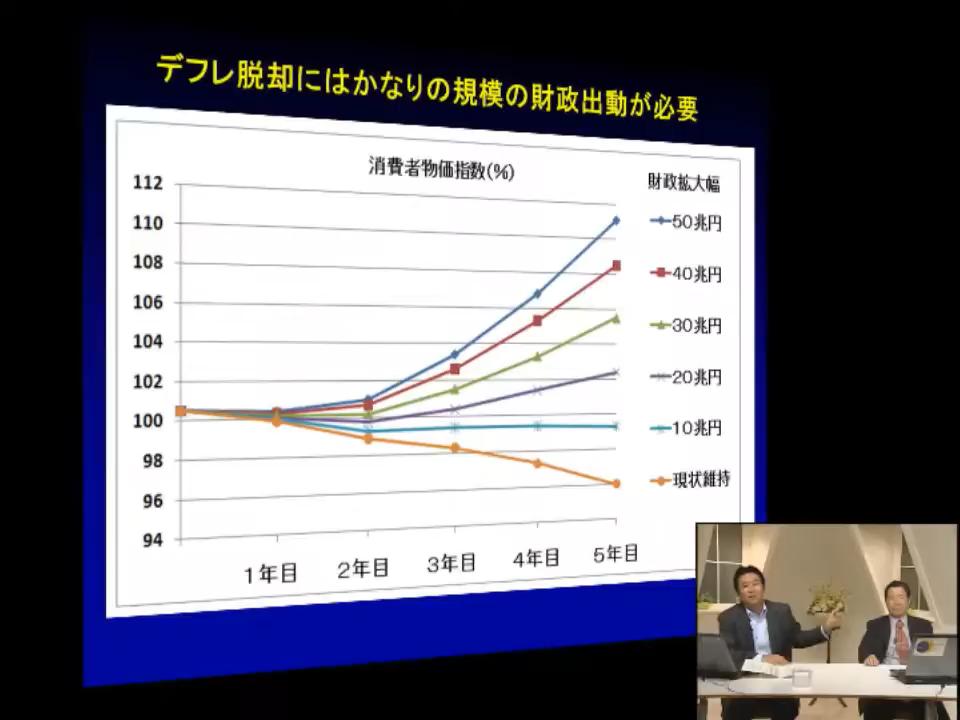 デフレ脱却にはかなりの規模の財政出動が必要
消費者物価指数(%)
財政拡大幅
112
110
108
106
104
102
100
98
96
94
50兆円
40兆円
30兆円
20兆円
10兆円
現状維持
1年目 2年目 3年目 4年目 5年目